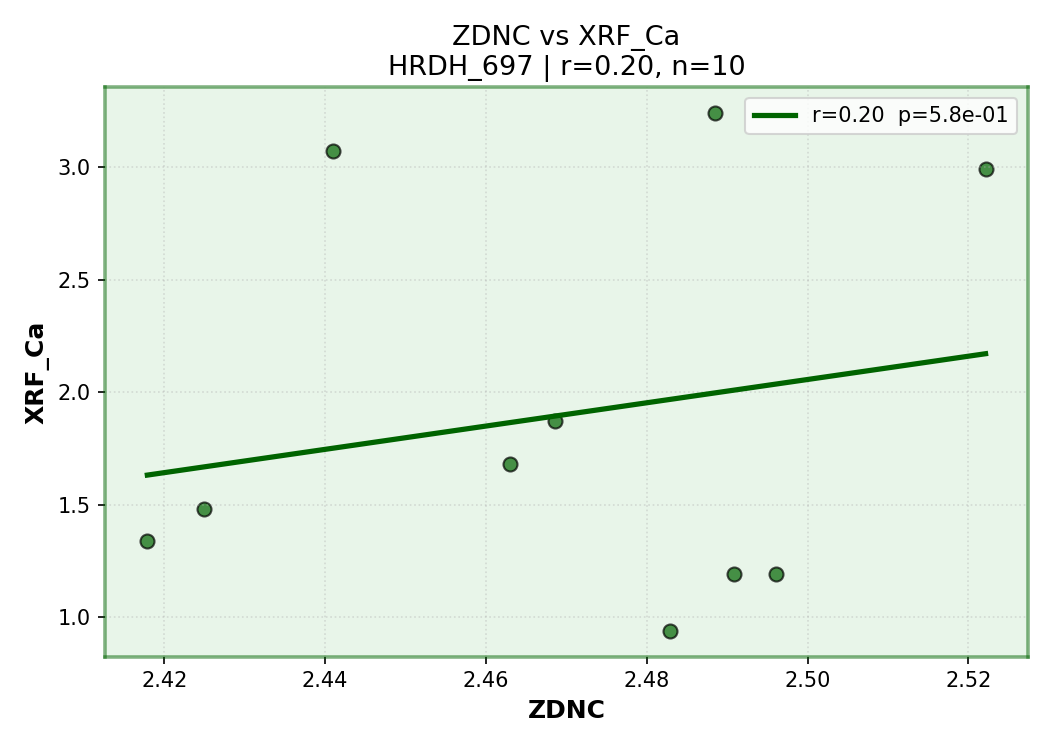 ZDNC vs XRF_Ca
HRDH_697 | r=0.20, n=10
r=0.20  p=5.8e-01
3.0
2.5
2.0
1.5
1.0
XRF_Ca
2.42
2.44
2.46
2.48
2.50
2.52
ZDNC